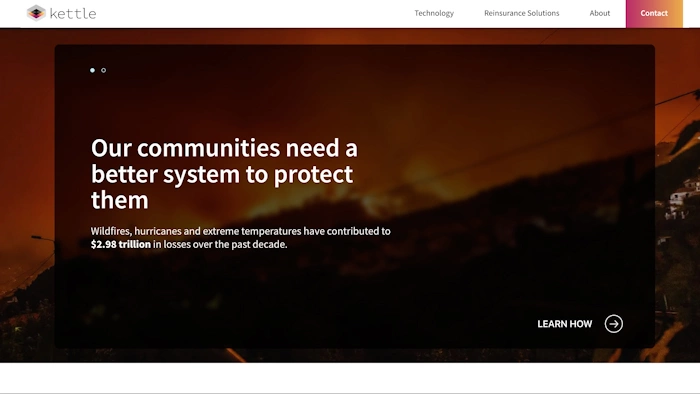 kettle
Technology
Reinsurance Solutions
About
Contact
Our communities need a
better system to protect
them
Wildfires, hurricanes and extreme temperatures have contributed to
$2.98 trillion in losses over the past decade.
LEARN HOW